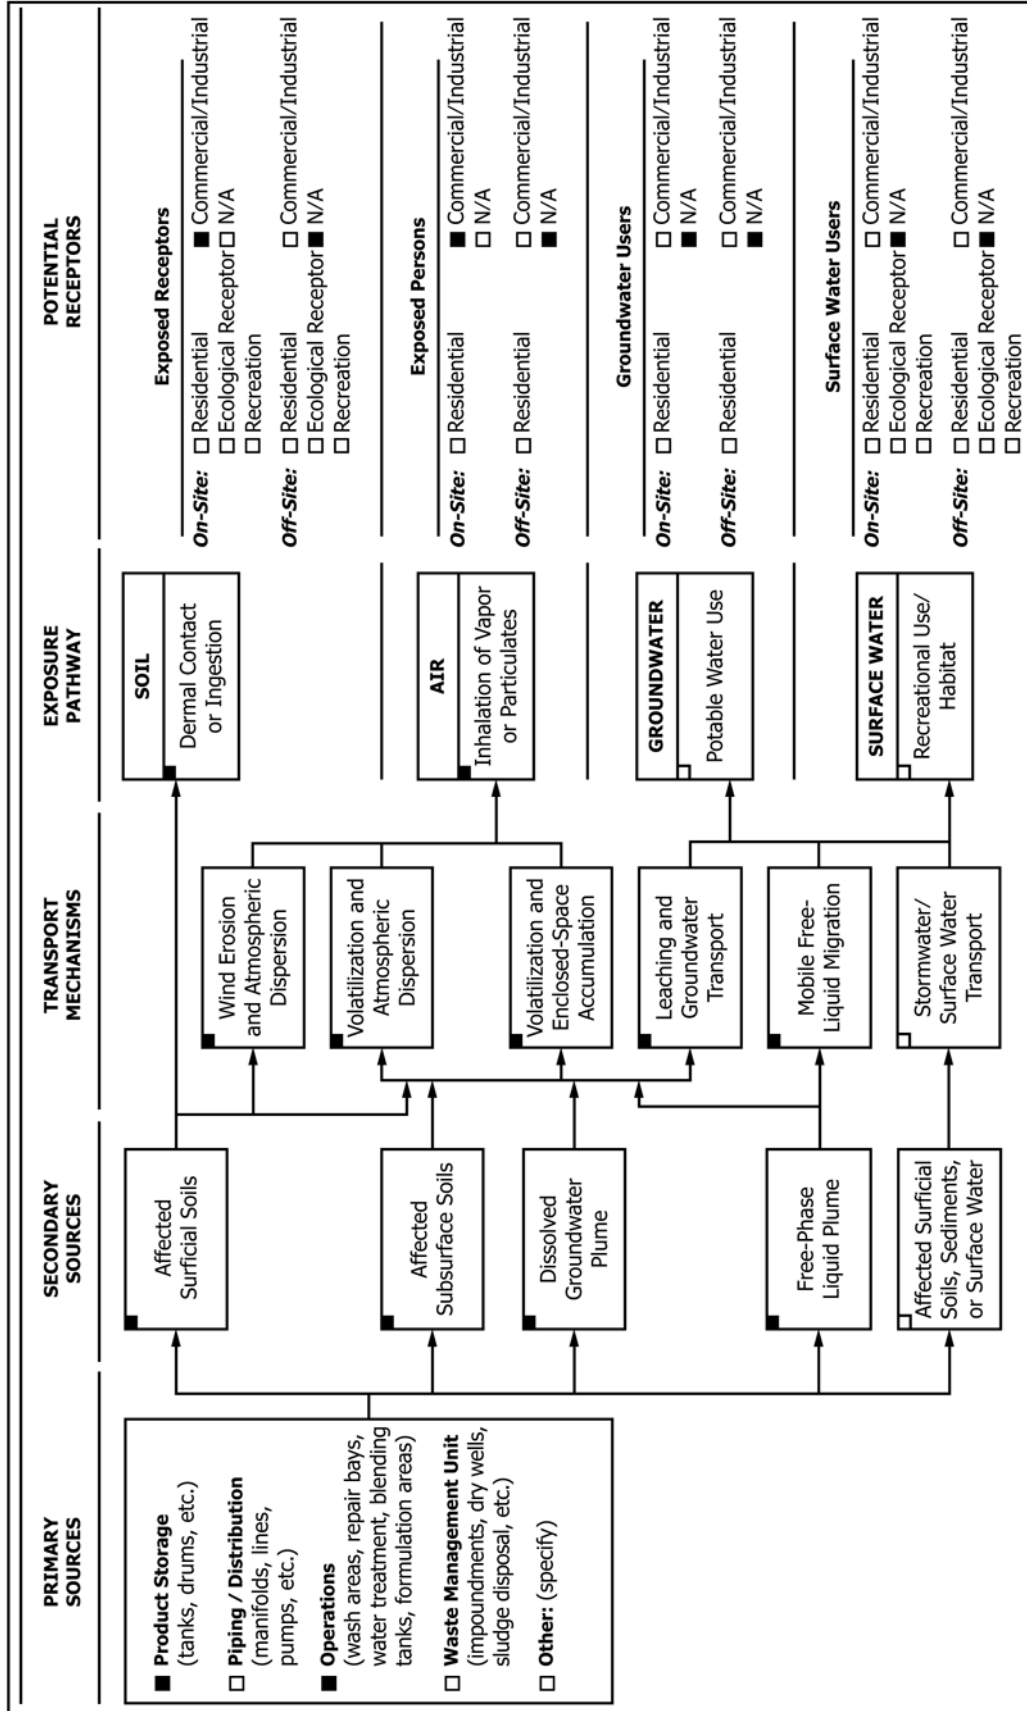 PRIMARY
SOURCES
■ Product Storage
(tanks, drums, etc.)
□ Piping / Distribution
(manifolds, lines,
pumps, etc.)
■ Operations
(wash areas, repair bays,
water treatment, blending
tanks, formulation areas)
□ Waste Management Unit
(impoundments, dry wells,
sludge disposal, etc.)
□ Other: (specify)
SECONDARY
SOURCES
Affected
Surficial Soils
Affected
Subsurface Soils
Dissolved
Groundwater
Plume
Free-Phase
Liquid Plume
Affected Surficial
Soils, Sediments,
or Surface Water
TRANSPORT
MECHANISMS
Wind Erosion
and Atmospheric
Dispersion
Volatilization and
Atmospheric
Dispersion
Volatilization and
Enclosed-Space
Accumulation
Leaching and
Groundwater
Transport
Mobile Free-
Liquid Migration
Stormwater/
Surface Water
Transport
EXPOSURE
PATHWAY
SOIL
Dermal Contact
or Ingestion
AIR
Inhalation of Vapor
or Particulates
GROUNDWATER
Potable Water Use
SURFACE WATER
Recreational Use/
Habitat
POTENTIAL
RECEPTORS
Exposed Receptors
On-Site: □ Residential ■ Commercial/Industrial
□ Ecological Receptor □ N/A
□ Recreation
Off-Site: □ Residential □ Commercial/Industrial
□ Ecological Receptor ■ N/A
□ Recreation
Exposed Persons
On-Site: □ Residential ■ Commercial/Industrial
□ N/A
Off-Site: □ Residential □ Commercial/Industrial
■ N/A
Groundwater Users
On-Site: □ Residential □ Commercial/Industrial
■ N/A
Off-Site: □ Residential □ Commercial/Industrial
■ N/A
Surface Water Users
On-Site: □ Residential □ Commercial/Industrial
□ Ecological Receptor ■ N/A
□ Recreation
Off-Site: □ Residential □ Commercial/Industrial
□ Ecological Receptor ■ N/A
□ Recreation